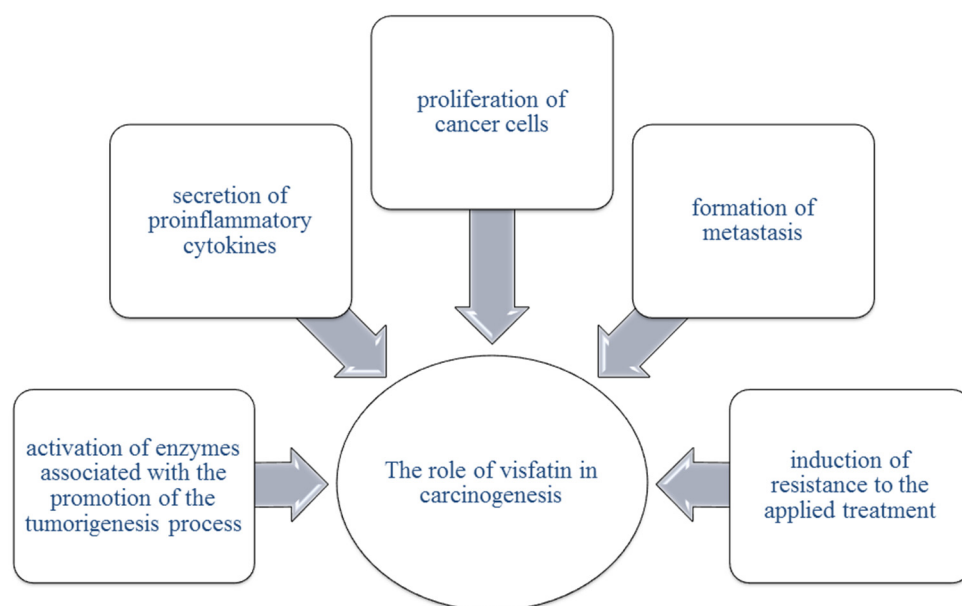 proliferation of
cancer cells
secretion of
proinflammatory
cytokines
formation of
metastasis
activation of enzymes
associated with the
promotion of the
tumorigenesis process
The role of visfatin in
carcinogenesis
induction of
resistance to the
applied treatment